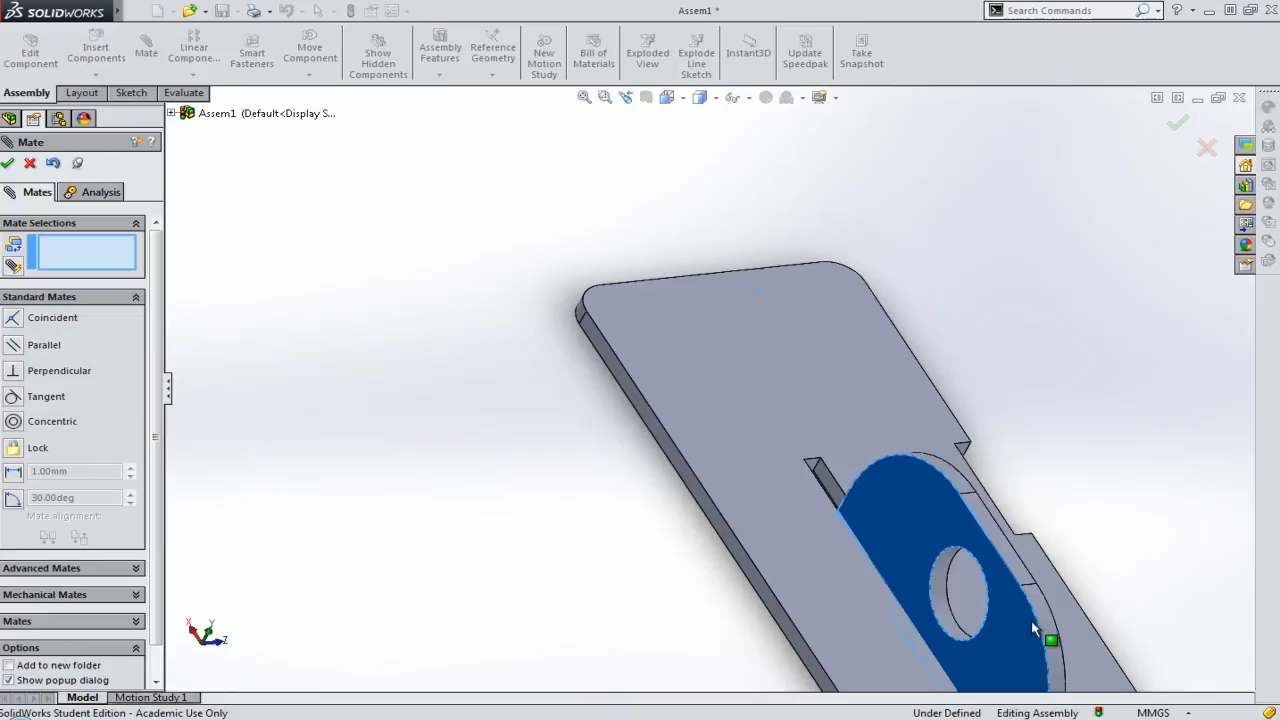 SOLIDWORKS
Assem1 *
Search Commands
Edit Component
Insert Components
Mate
Linear Compone...
Smart Fasteners
Move Component
Show Hidden Components
Assembly Features
Reference Geometry
New Motion Study
Bill of Materials
Exploded View
Explode Line Sketch
Instant3D
Update Speedpak
Take Snapshot
Assembly
Layout
Sketch
Evaluate
Assem1 (Default<Display S...
Mate
Mates
Analysis
Mate Selections
Standard Mates
Coincident
Parallel
Perpendicular
Tangent
Concentric
Lock
1.00mm
30.00deg
Mate alignment:
Advanced Mates
Mechanical Mates
Mates
Options
Add to new folder
Show popup dialog
X
Y
Z
Model
Motion Study 1
SolidWorks Student Edition - Academic Use Only
Under Defined
Editing Assembly
MMGS